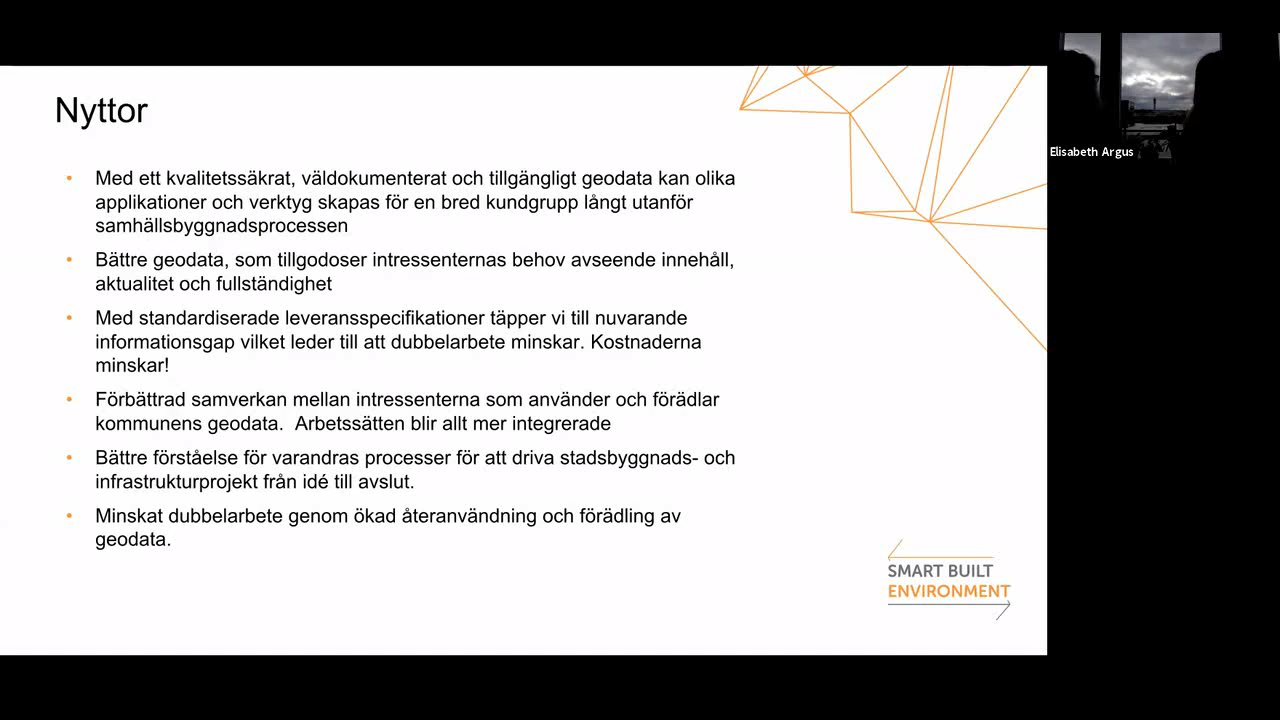 Nyttor
• Med ett kvalitetssäkrat, väldokumenterat och tillgängligt geodata kan olika
applikationer och verktyg skapas för en bred kundgrupp långt utanför
samhällsbyggnadsprocessen
• Bättre geodata, som tillgodoser intressenternas behov avseende innehåll,
aktualitet och fullständighet
• Med standardiserade leveransspecifikationer täpper vi till nuvarande
informationsgap vilket leder till att dubbelarbete minskar. Kostnaderna
minskar!
• Förbättrad samverkan mellan intressenterna som använder och förädlar
kommunens geodata.  Arbetssätten blir allt mer integrerade
• Bättre förståelse för varandras processer för att driva stadsbyggnads- och
infrastrukturprojekt från idé till avslut.
• Minskat dubbelarbete genom ökad återanvändning och förädling av
geodata.
SMART BUILT
ENVIRONMENT
Elisabeth Argus